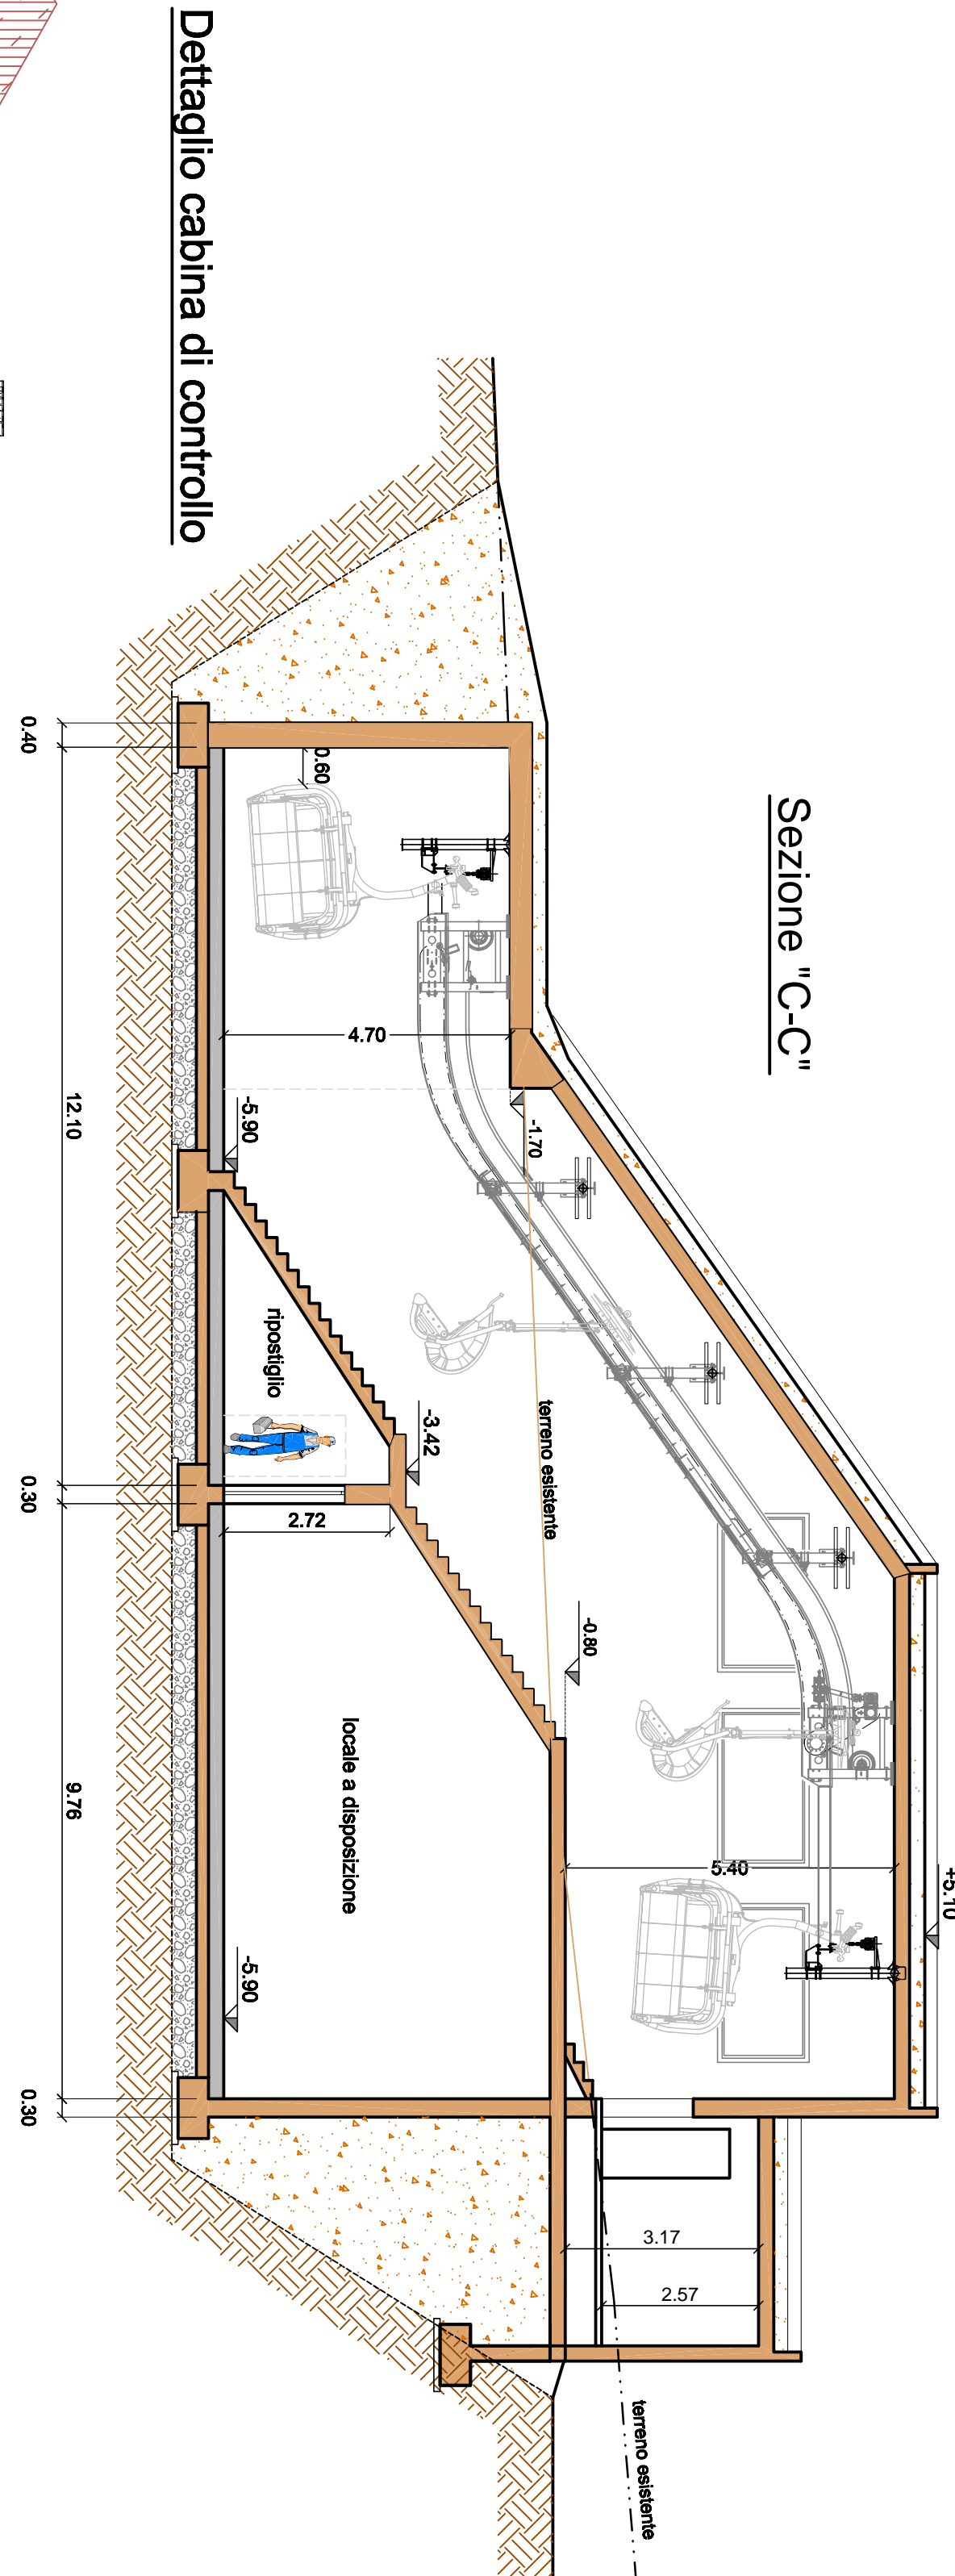 Sezione "C-C"
+5.10
5.40
-0.80
terreno esistente
-1.70
3.17
2.57
terreno esistente
0.60
4.70
-3.42
2.72
ripostiglio
locale a disposizione
-5.90
-5.90
12.10
9.76
0.40
0.30
0.30
Dettaglio cabina di controllo